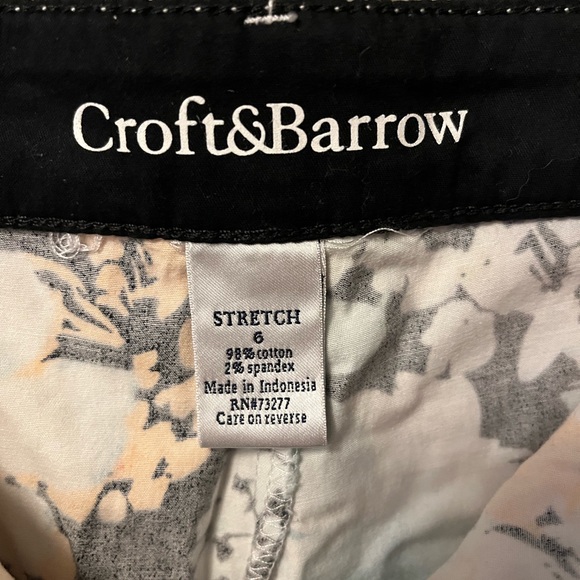 Croft&Barrow
STRETCH
6
98% cotton
2% spandex
Made in Indonesia
RN#73277
Care on reverse